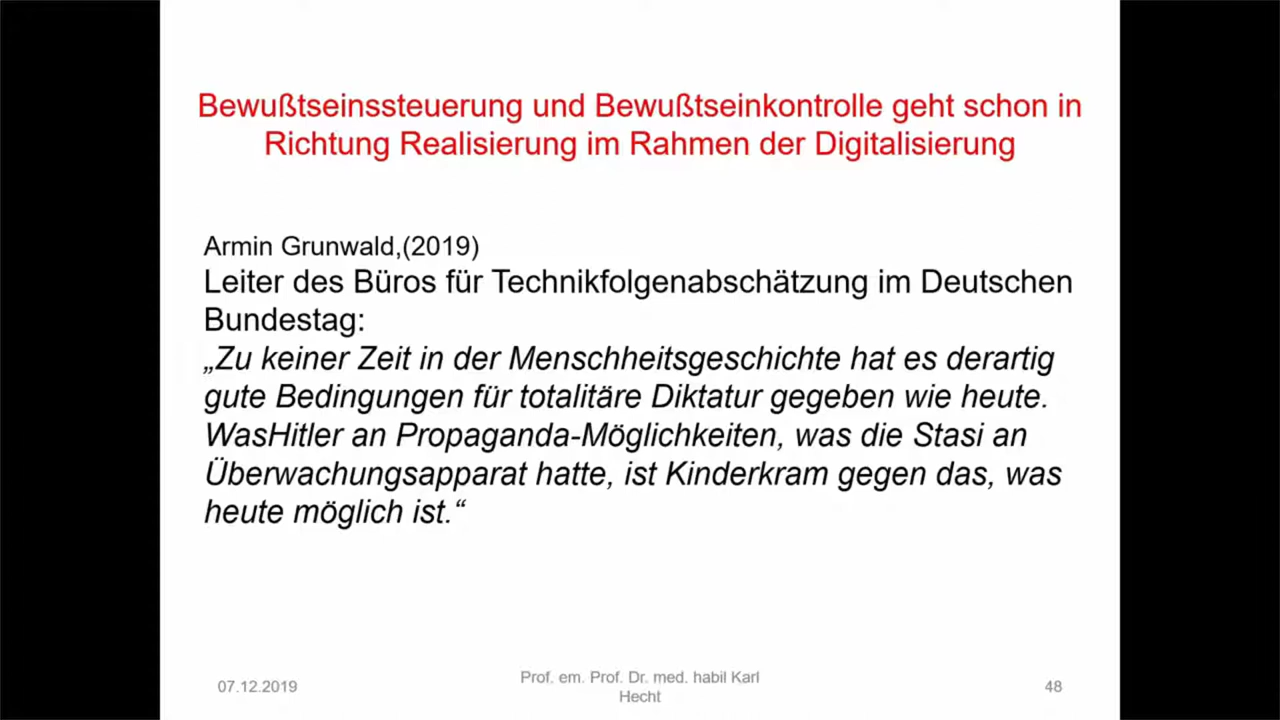 Bewußtseinssteuerung und Bewußtseinkontrolle geht schon in
Richtung Realisierung im Rahmen der Digitalisierung
Armin Grunwald,(2019)
Leiter des Büros für Technikfolgenabschätzung im Deutschen
Bundestag:
„Zu keiner Zeit in der Menschheitsgeschichte hat es derartig
gute Bedingungen für totalitäre Diktatur gegeben wie heute.
WasHitler an Propaganda-Möglichkeiten, was die Stasi an
Überwachungsapparat hatte, ist Kinderkram gegen das, was
heute möglich ist.“
07.12.2019
Prof. em. Prof. Dr. med. habil Karl
Hecht
48